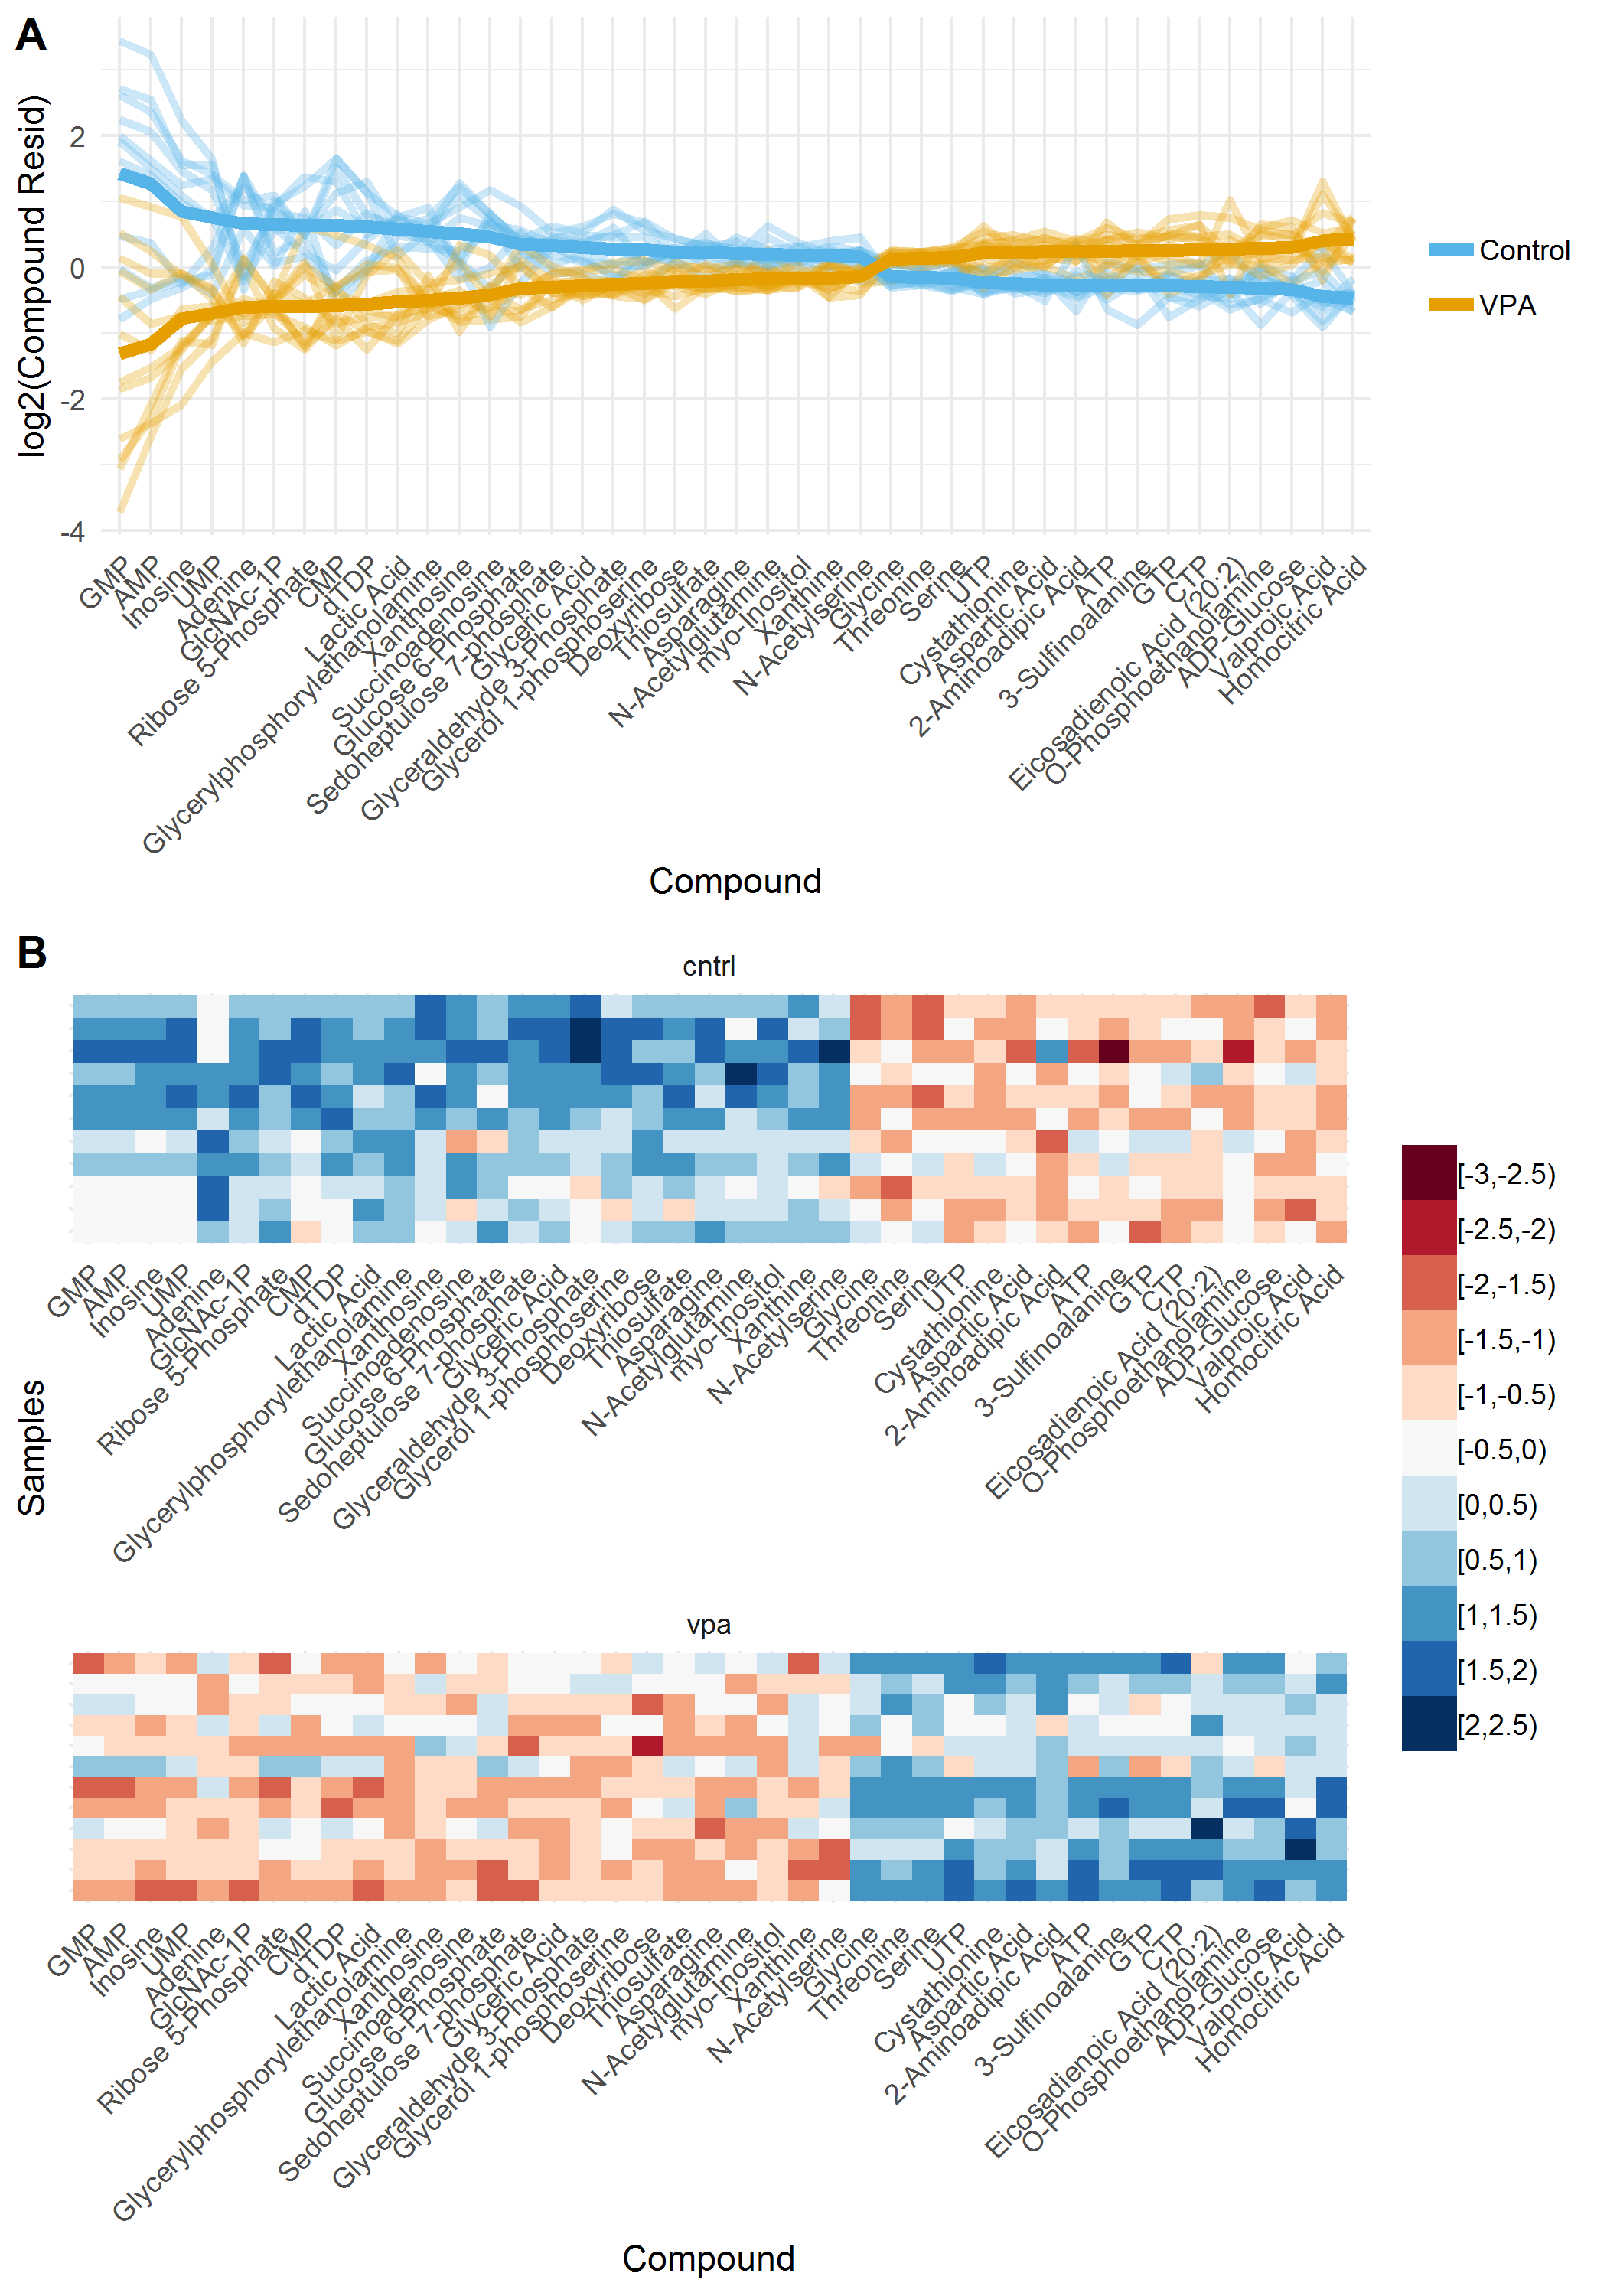 A
log2(Compound Resid)
2
0
-2
-4
Control
VPA
GMP
AMP
Inosine
UMP
Adenine
GlcNAc-1P
Ribose 5-Phosphate
CMP
dTDP
Lactic Acid
Glycerylphosphorylethanolamine
Xanthosine
Succinoadenosine
Glucose 6-Phosphate
Sedoheptulose 7-phosphate
Glyceric Acid
Glyceraldehyde 3-Phosphate
Glycerol 1-phosphoserine
Deoxyribose
Thiosulfate
Asparagine
N-Acetylglutamine
myo-Inositol
Xanthine
N-Acetylserine
Glycine
Threonine
Serine
UTP
Cystathionine
Aspartic Acid
2-Aminoadipic Acid
ATP
3-Sulfinoalanine
GTP
CTP
Eicosadienoic Acid (20:2)
O-Phosphoethanolamine
ADP-Glucose
Valproic Acid
Homocitric Acid
Compound
B
cntrl
GMP
AMP
Inosine
UMP
Adenine
GlcNAc-1P
Ribose 5-Phosphate
CMP
dTDP
Lactic Acid
Glycerylphosphorylethanolamine
Xanthosine
Succinoadenosine
Glucose 6-Phosphate
Sedoheptulose 7-phosphate
Glyceric Acid
Glyceraldehyde 3-Phosphate
Glycerol 1-phosphoserine
Deoxyribose
Thiosulfate
Asparagine
N-Acetylglutamine
myo-Inositol
Xanthine
N-Acetylserine
Glycine
Threonine
Serine
UTP
Cystathionine
Aspartic Acid
2-Aminoadipic Acid
ATP
3-Sulfinoalanine
GTP
CTP
Eicosadienoic Acid (20:2)
O-Phosphoethanolamine
ADP-Glucose
Valproic Acid
Homocitric Acid
Samples
[-3,-2.5)
[-2.5,-2)
[-2,-1.5)
[-1.5,-1)
[-1,-0.5)
[-0.5,0)
[0,0.5)
[0.5,1)
[1,1.5)
[1.5,2)
[2,2.5)
vpa
GMP
AMP
Inosine
UMP
Adenine
GlcNAc-1P
Ribose 5-Phosphate
CMP
dTDP
Lactic Acid
Glycerylphosphorylethanolamine
Xanthosine
Succinoadenosine
Glucose 6-Phosphate
Sedoheptulose 7-phosphate
Glyceric Acid
Glyceraldehyde 3-Phosphate
Glycerol 1-phosphoserine
Deoxyribose
Thiosulfate
Asparagine
N-Acetylglutamine
myo-Inositol
Xanthine
N-Acetylserine
Glycine
Threonine
Serine
UTP
Cystathionine
Aspartic Acid
2-Aminoadipic Acid
ATP
3-Sulfinoalanine
GTP
CTP
Eicosadienoic Acid (20:2)
O-Phosphoethanolamine
ADP-Glucose
Valproic Acid
Homocitric Acid
Compound